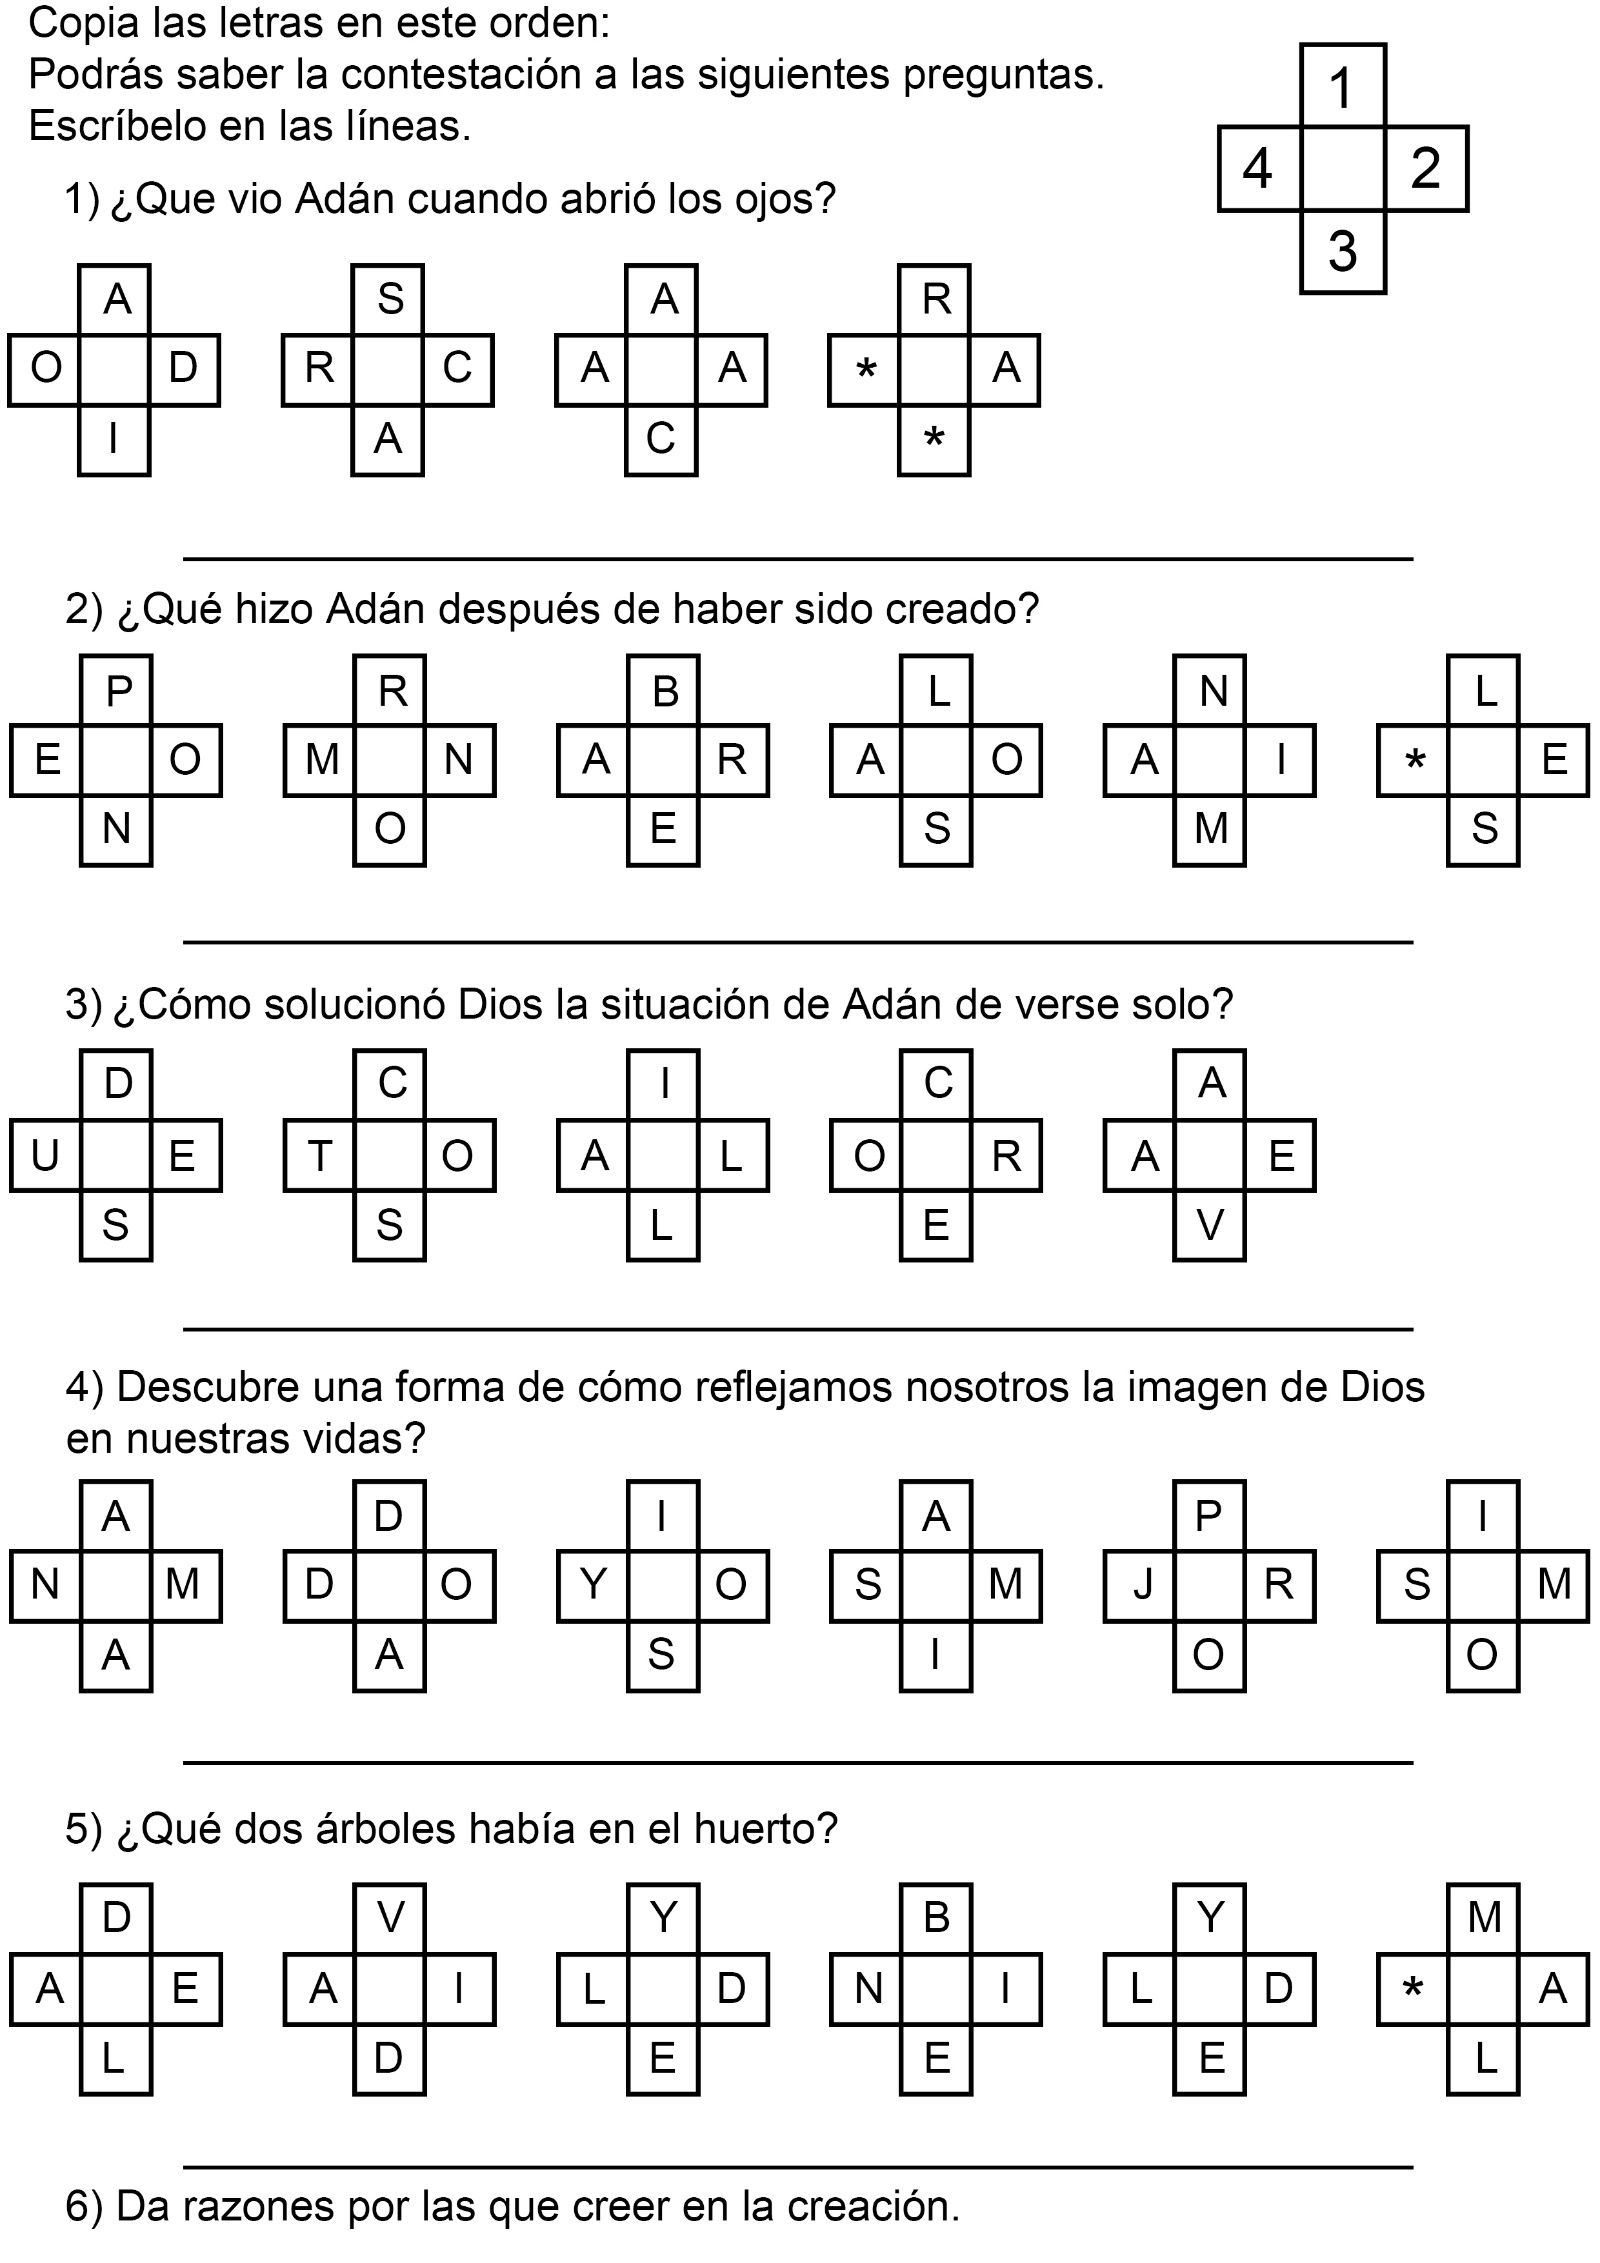 Copia las letras en este orden:
Podrás saber la contestación a las siguientes preguntas.
Escríbelo en las líneas.
1
4 2
3
1) ¿Que vio Adán cuando abrió los ojos?
A S A R
O D R C A A * A
I A C *
2) ¿Qué hizo Adán después de haber sido creado?
P R B L N L
E O M N A R A O A I * E
N O E S M S
3) ¿Cómo solucionó Dios la situación de Adán de verse solo?
D C I C A
U E T O A L O R A E
S S L E V
4) Descubre una forma de cómo reflejamos nosotros la imagen de Dios
en nuestras vidas?
A D I A P I
N M D O Y O S M J R S M
A A S I O O
5) ¿Qué dos árboles había en el huerto?
D V Y B Y M
A E A I L D N I L D * A
L D E E E L
6) Da razones por las que creer en la creación.